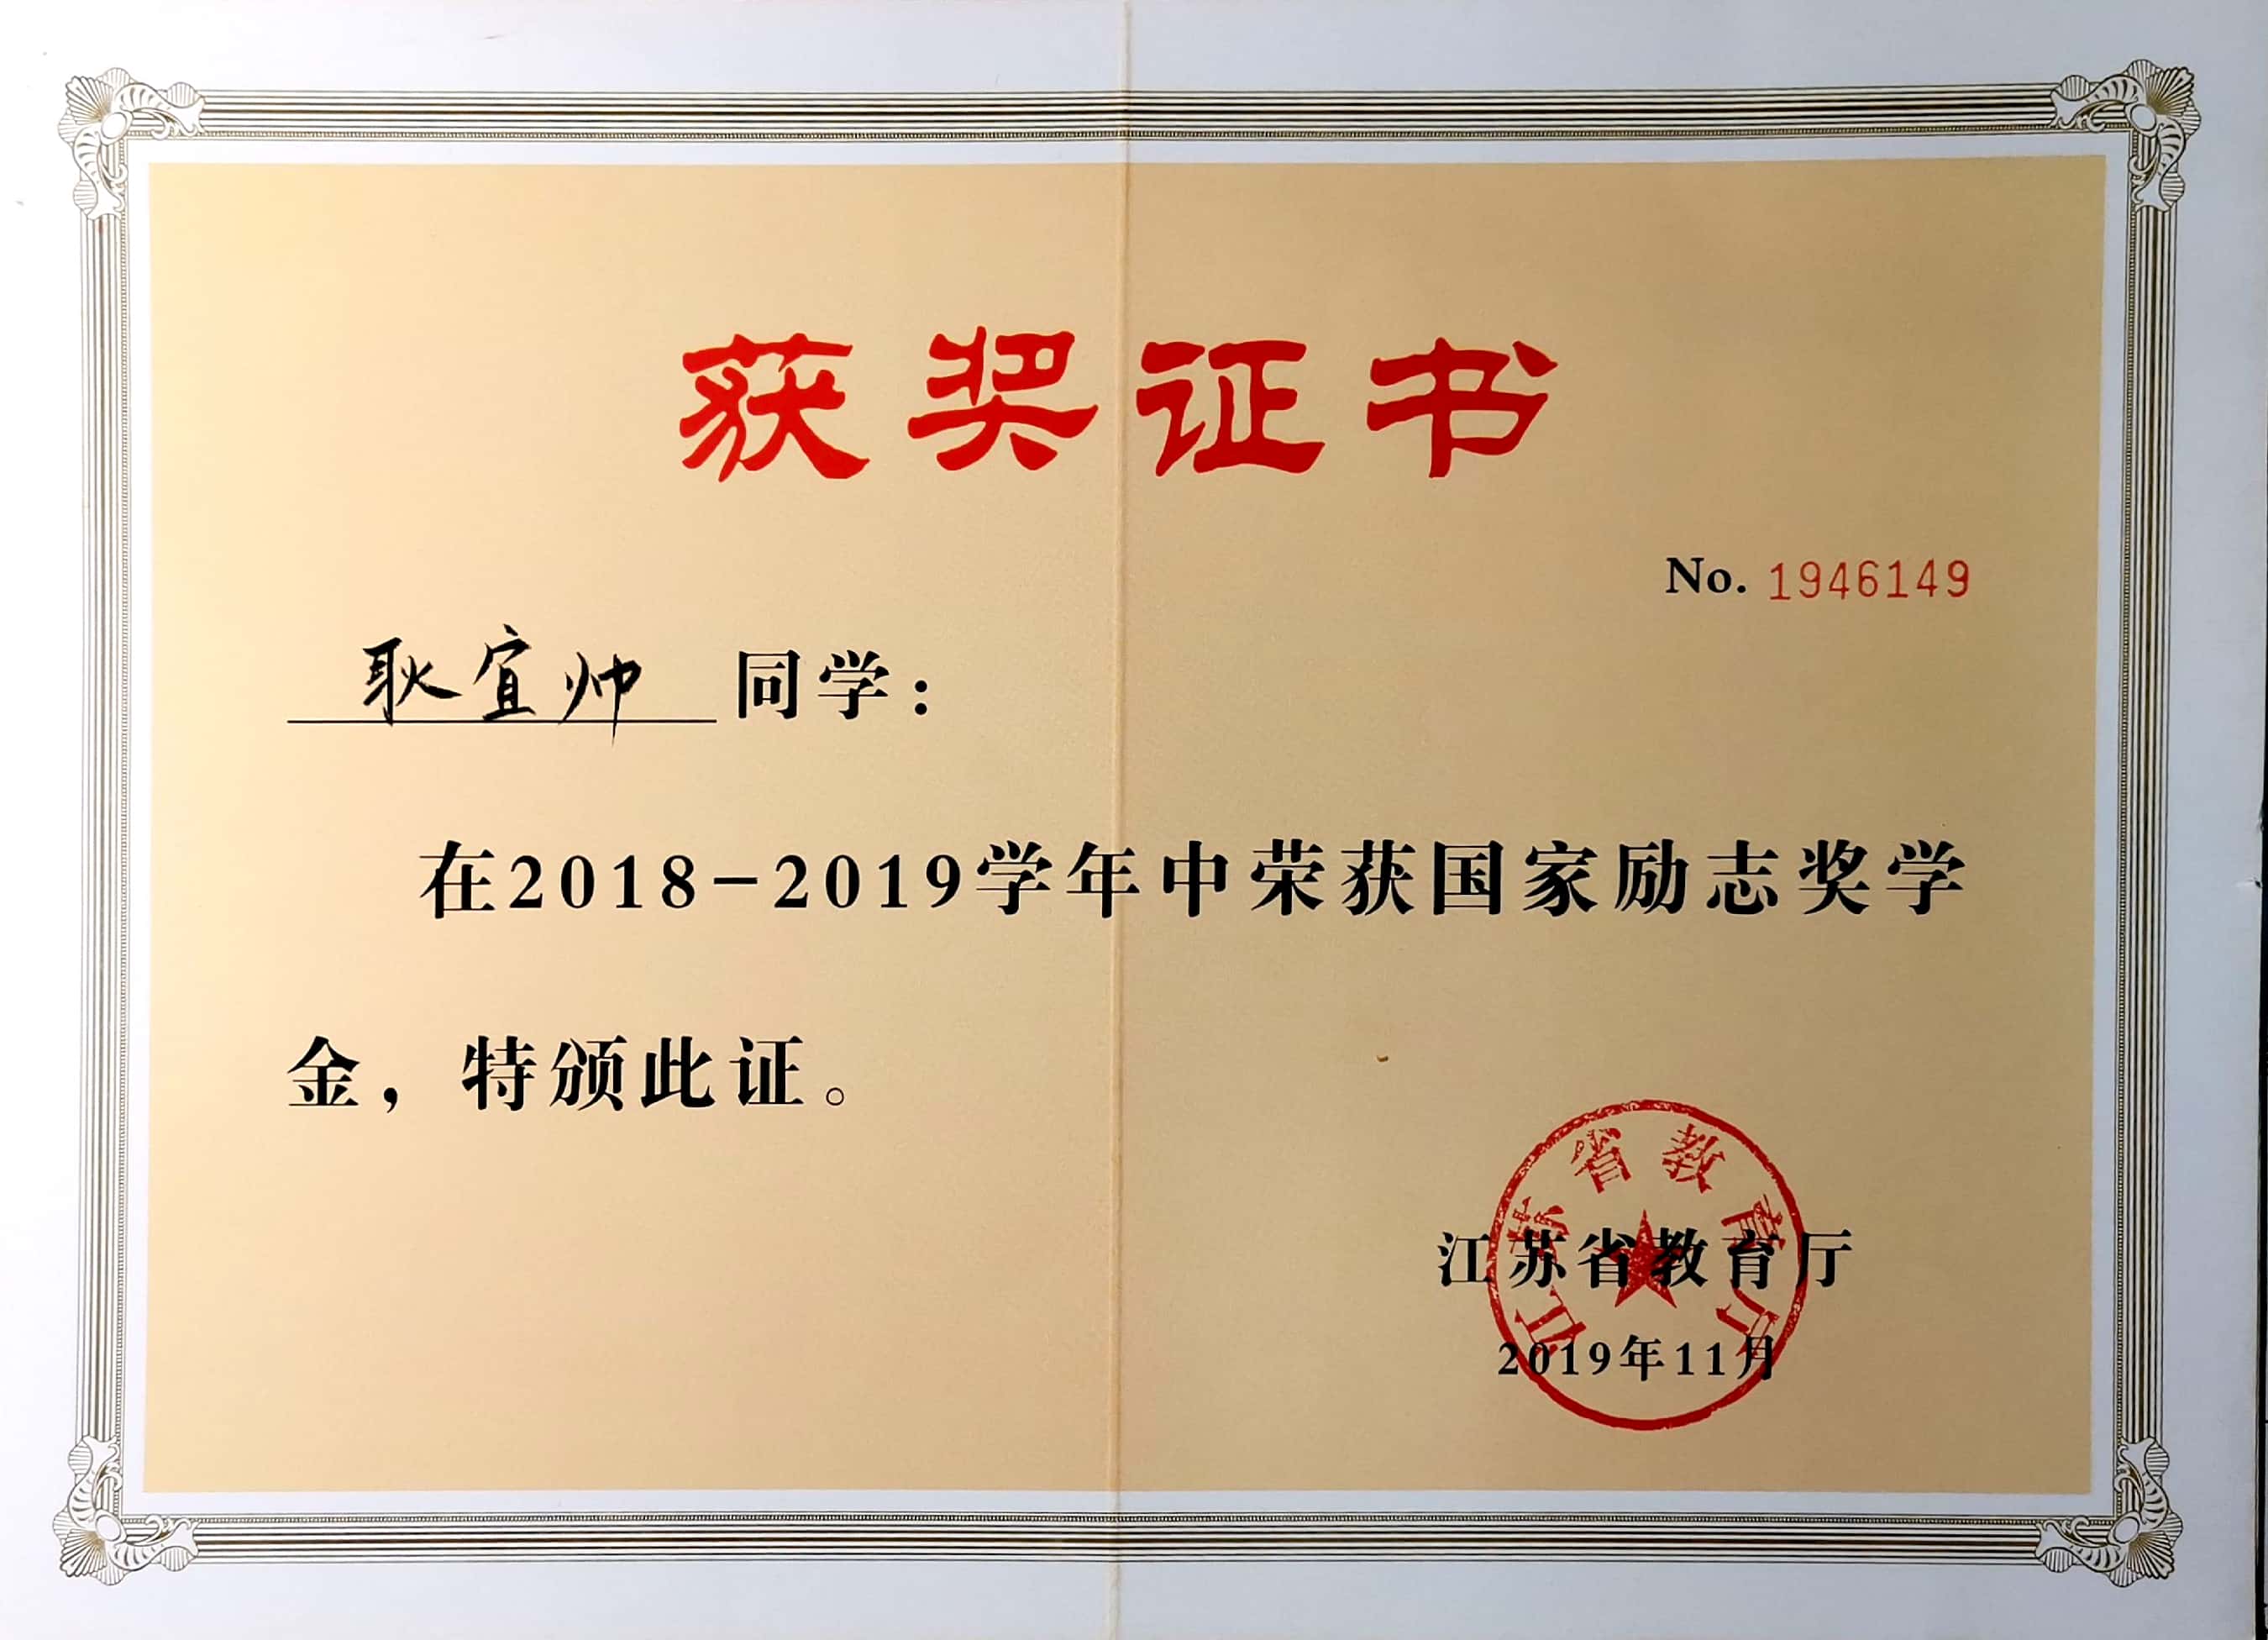 获奖证书
No. 1946149
耿宜帅 同学：
在2018-2019学年中荣获国家励志奖学
金，特颁此证。
江苏省教育厅
江苏省教育厅
2019年11月